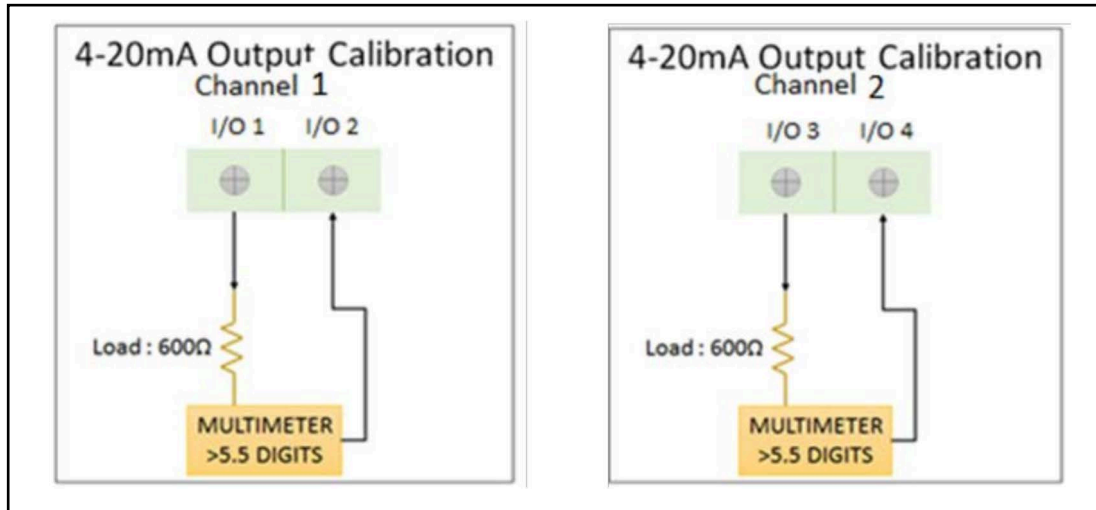 4-20mA Output Calibration
Channel 1
I/O 1 I/O 2
Load : 600Ω
MULTIMETER
>5.5 DIGITS
4-20mA Output Calibration
Channel 2
I/O 3 I/O 4
Load : 600Ω
MULTIMETER
>5.5 DIGITS